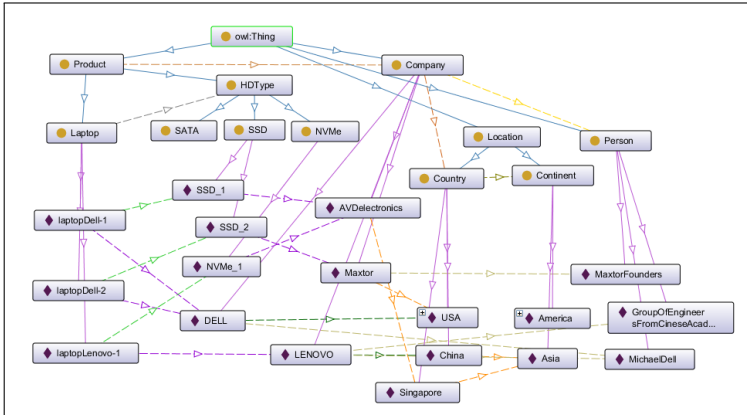 owl:Thing
Product
Company
HDType
Laptop
SATA
SSD
NVMe
Location
Person
Country
Continent
SSD_1
laptopDell-1
AVDelectronics
SSD_2
NVMe_1
Maxtor
MaxtorFounders
laptopDell-2
DELL
USA
America
GroupOfEngineer
sFromCineseAcad...
laptopLenovo-1
LENOVO
China
Asia
MichaelDell
Singapore